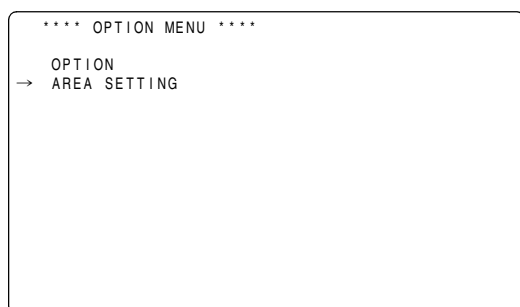 **** OPTION MENU ****
OPTION
→ AREA SETTING